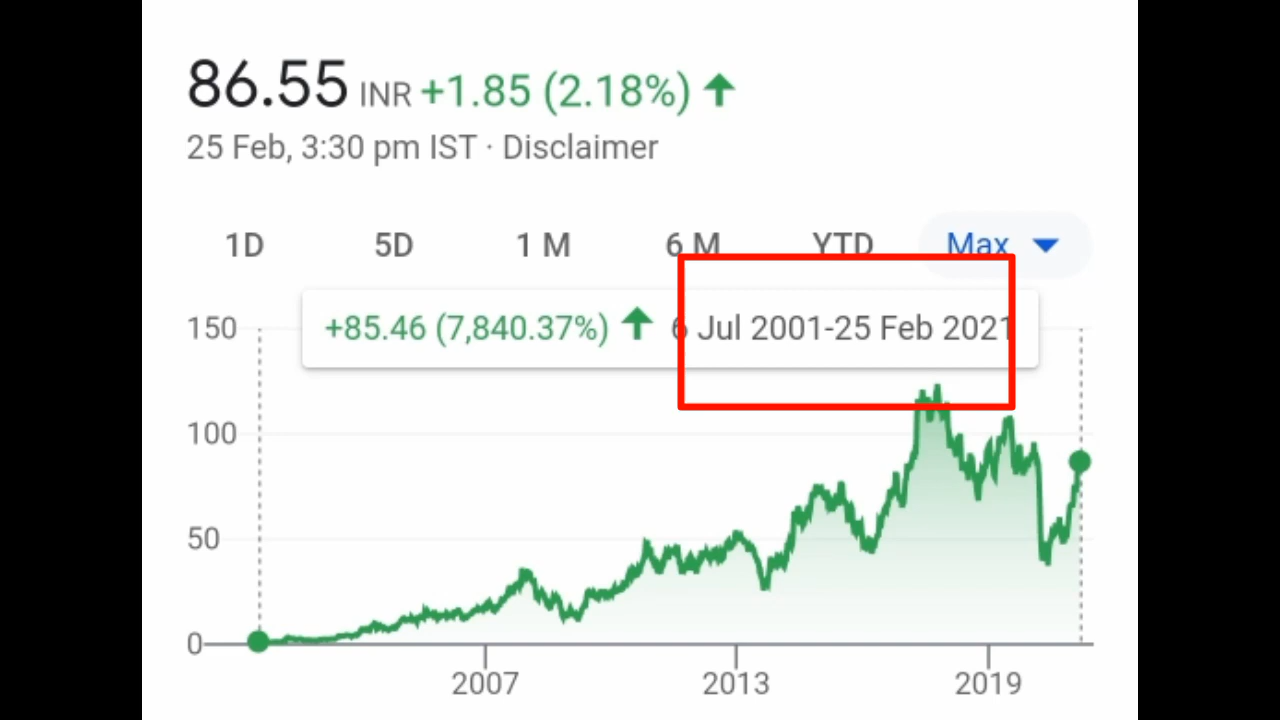 86.55 INR +1.85 (2.18%)
25 Feb, 3:30 pm IST · Disclaimer
1D 5D 1 M 6 M YTD Max
+85.46 (7,840.37%) 6 Jul 2001-25 Feb 2021
150
100
50
0
2007 2013 2019